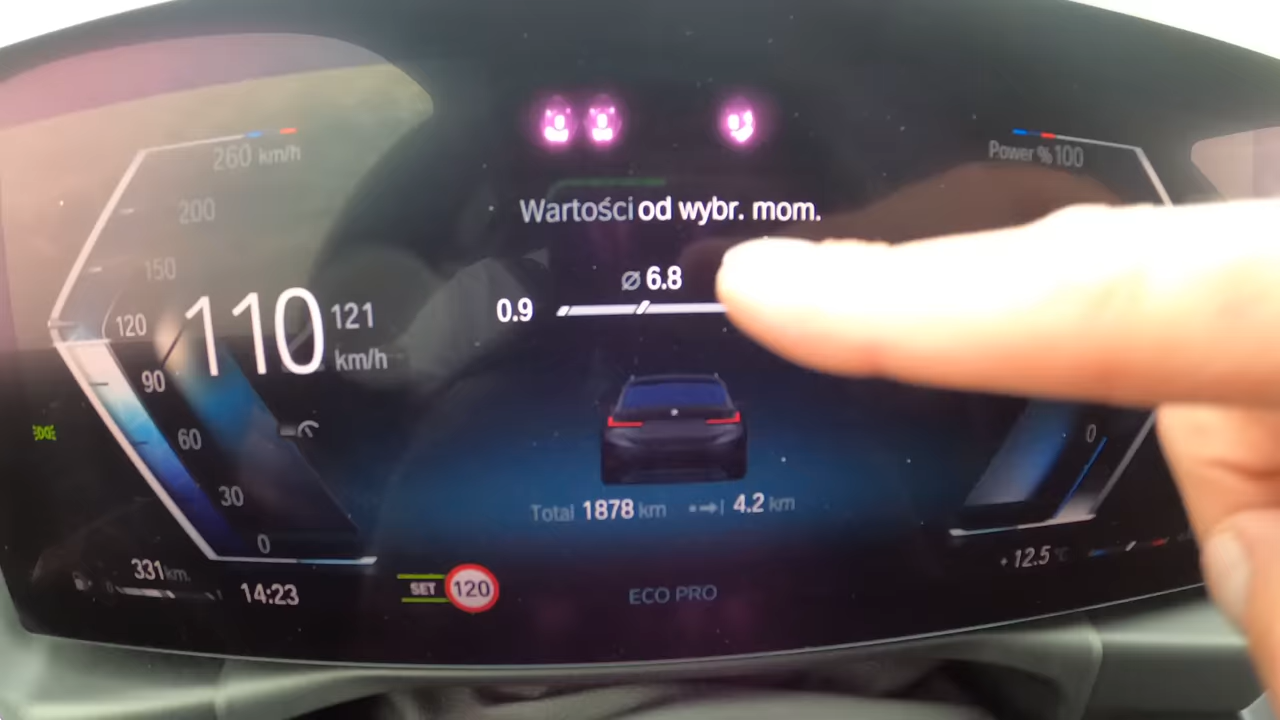 260 km/h
Power % 100
200
Wartości od wybr. mom.
150
Ø 6.8
0.9
120
110
121
km/h
90
60
0
30
Total 1878 km
4.2 km
0
331 km
14:23
SET
120
ECO PRO
+12.5 °C